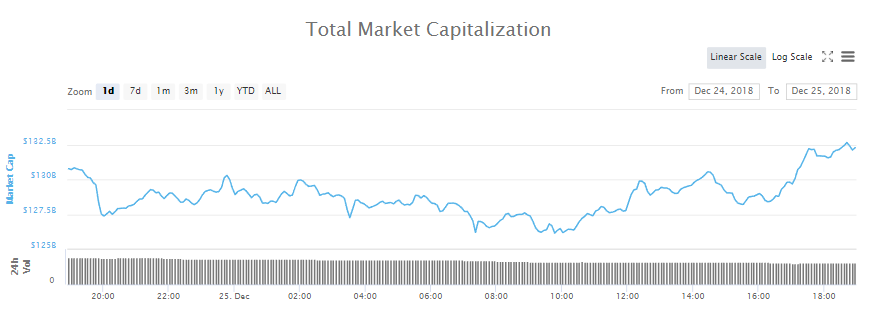 Total Market Capitalization
Linear Scale Log Scale
Zoom 1d 7d 1m 3m 1y YTD ALL From Dec 24, 2018 To Dec 25, 2018
Market Cap
$132.5B
$130B
$127.5B
$125B
24h Vol
0
20:00 22:00 25. Dec 02:00 04:00 06:00 08:00 10:00 12:00 14:00 16:00 18:00